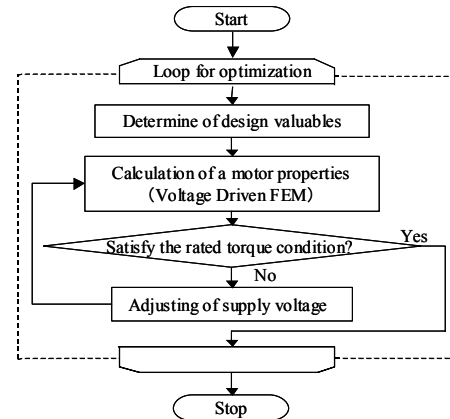 Start
Loop for optimization
Determine of design valuables
Calculation of a motor properties
(Voltage Driven FEM)
Satisfy the rated torque condition?
Yes
No
Adjusting of supply voltage
Stop